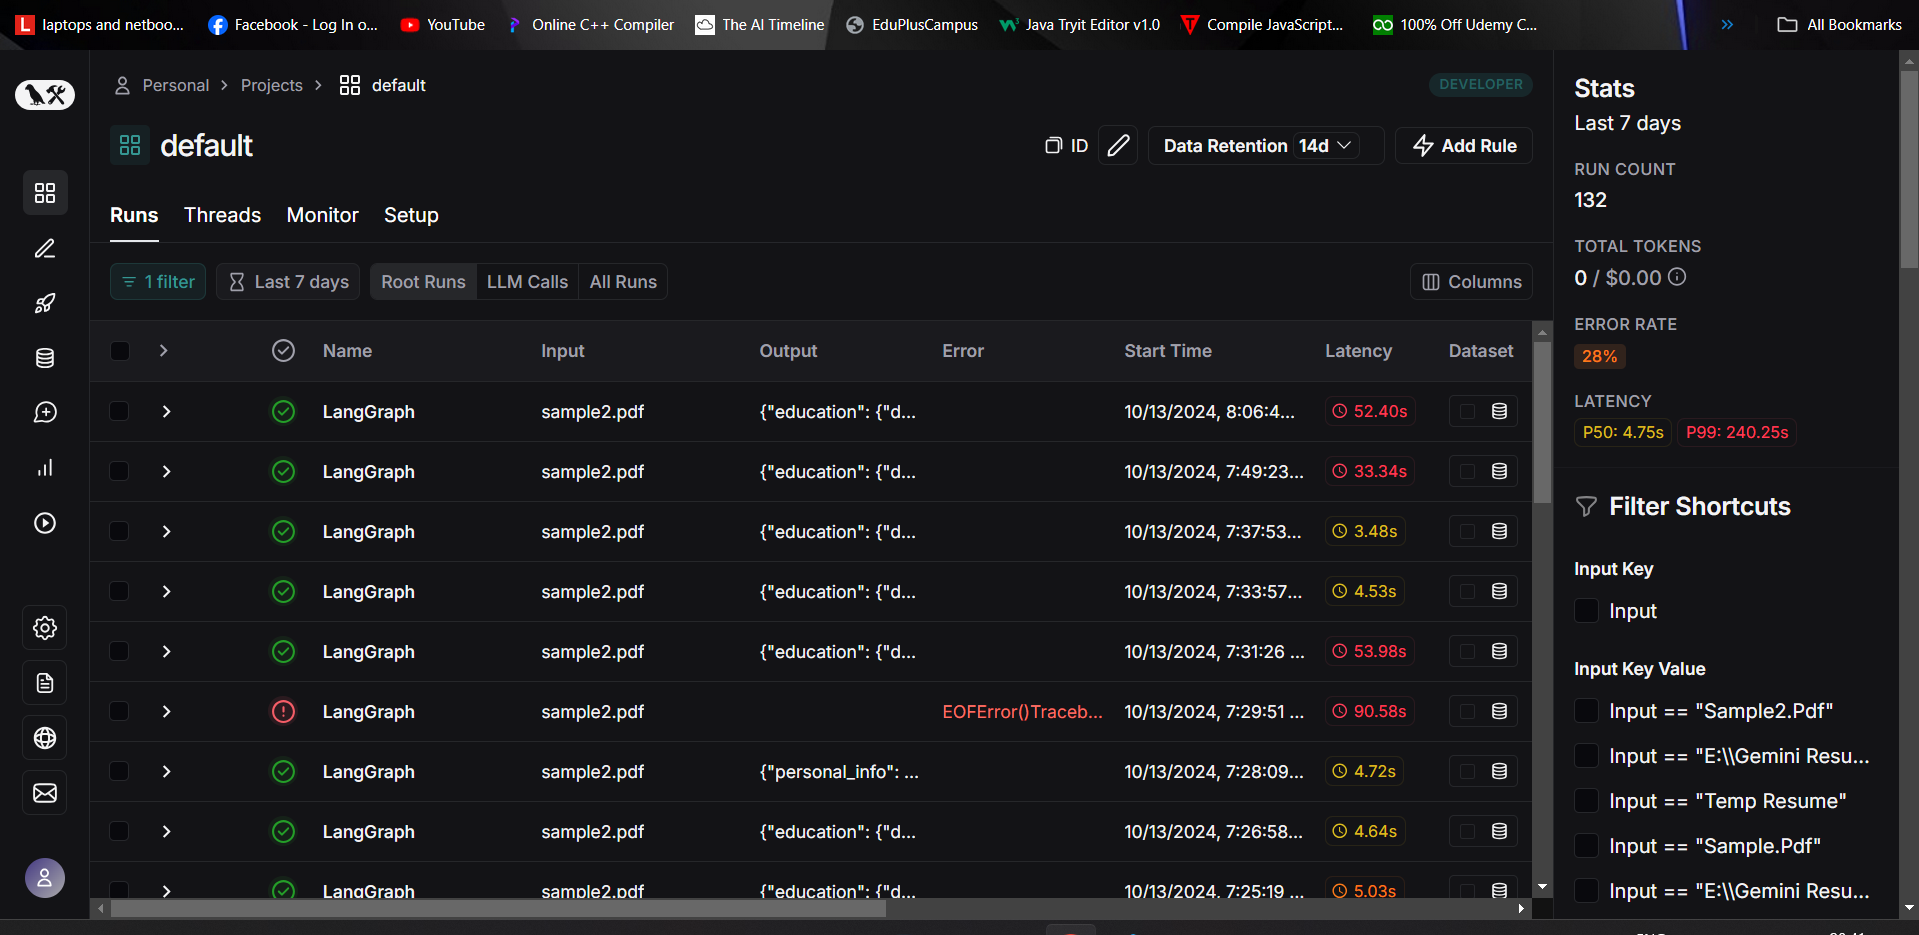 laptops and netboo...
Facebook - Log In o...
YouTube
Online C++ Compiler
The AI Timeline
EduPlusCampus
Java Tryit Editor v1.0
Compile JavaScript...
100% Off Udemy C...
»
All Bookmarks
Personal > Projects > default
DEVELOPER
default
ID
Data Retention 14d
Add Rule
Runs Threads Monitor Setup
1 filter
Last 7 days
Root Runs LLM Calls All Runs
Columns
Name Input Output Error Start Time Latency Dataset
LangGraph sample2.pdf {"education": {"d... 10/13/2024, 8:06:4... 52.40s
LangGraph sample2.pdf {"education": {"d... 10/13/2024, 7:49:23... 33.34s
LangGraph sample2.pdf {"education": {"d... 10/13/2024, 7:37:53... 3.48s
LangGraph sample2.pdf {"education": {"d... 10/13/2024, 7:33:57... 4.53s
LangGraph sample2.pdf {"education": {"d... 10/13/2024, 7:31:26 ... 53.98s
LangGraph sample2.pdf EOFError()Traceb... 10/13/2024, 7:29:51 ... 90.58s
LangGraph sample2.pdf {"personal_info": ... 10/13/2024, 7:28:09... 4.72s
LangGraph sample2.pdf {"education": {"d... 10/13/2024, 7:26:58... 4.64s
LangGraph sample2.pdf {"education": {"d... 10/13/2024, 7:25:19 ... 5.03s
Stats
Last 7 days
RUN COUNT
132
TOTAL TOKENS
0 / $0.00
ERROR RATE
28%
LATENCY
P50: 4.75s P99: 240.25s
Filter Shortcuts
Input Key
Input
Input Key Value
Input == "Sample2.Pdf"
Input == "E:\\Gemini Resu...
Input == "Temp Resume"
Input == "Sample.Pdf"
Input == "E:\\Gemini Resu...